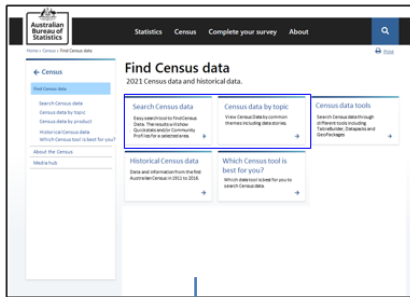 Australian
Bureau of
Statistics
Statistics Census Complete your survey About
Home > Census > Find Census data
Print
← Census
Find Census data
Search Census data
Census data by topic
Census data by product
Historical Census data
Which Census tool is best for you?
About the Census
Media hub
Find Census data
2021 Census data and historical data.
Search Census data
Easy search tool to find Census
Data. The results will show
Quickstats and/or Community
Profiles for a selected area.
→
Census data by topic
View Census Data by common
themes including data stories.
→
Census data tools
Search Census data through
different tools including
TableBuilder, Datapacks and
GeoPackages
→
Historical Census data
Data and information from the first
Australian Census in 1911 to 2016.
→
Which Census tool is
best for you?
Which data tool is best for you to
search Census data.
→